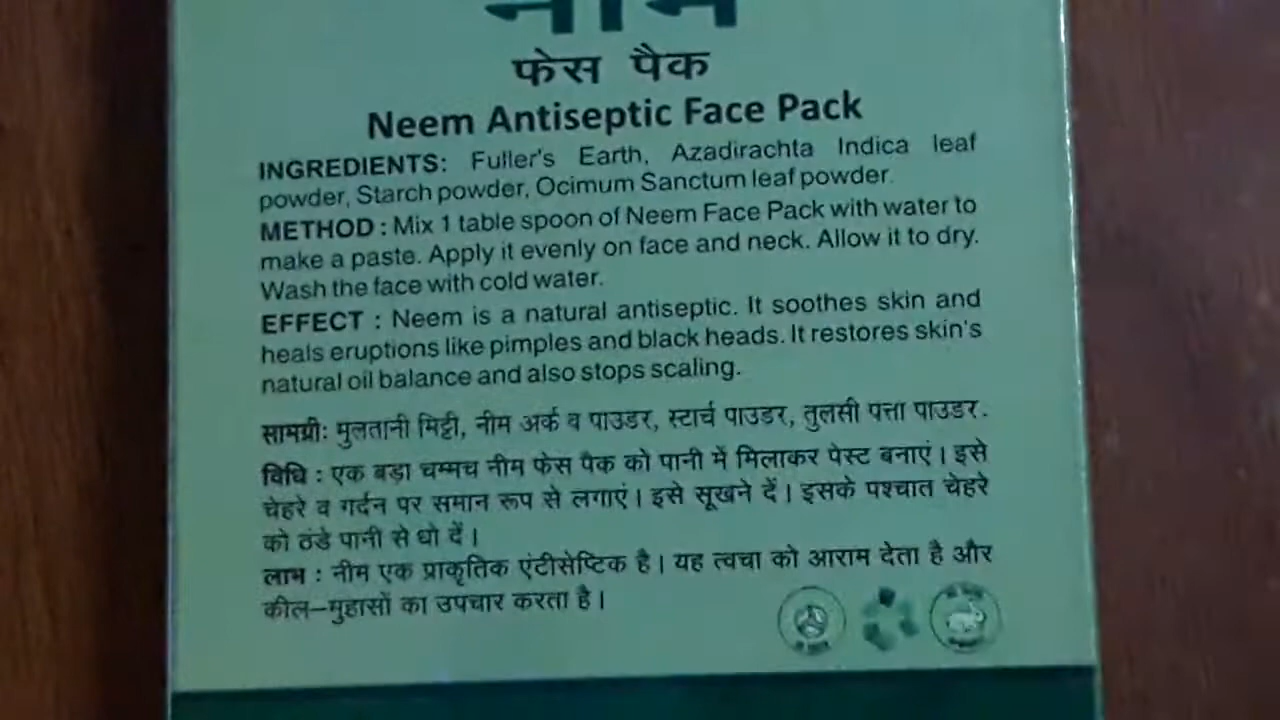 नीम
फेस पैक
Neem Antiseptic Face Pack
INGREDIENTS: Fuller's Earth, Azadirachta Indica leaf
powder, Starch powder, Ocimum Sanctum leaf powder.
METHOD : Mix 1 table spoon of Neem Face Pack with water to
make a paste. Apply it evenly on face and neck. Allow it to dry.
Wash the face with cold water.
EFFECT : Neem is a natural antiseptic. It soothes skin and
heals eruptions like pimples and black heads. It restores skin's
natural oil balance and also stops scaling.
सामग्री: मुलतानी मिट्टी, नीम अर्क व पाउडर, स्टार्च पाउडर, तुलसी पत्ता पाउडर.
विधि : एक बड़ा चम्मच नीम फेस पैक को पानी में मिलाकर पेस्ट बनाएं। इसे
चेहरे व गर्दन पर समान रूप से लगाएं। इसे सूखने दें। इसके पश्चात चेहरे
को ठंडे पानी से धो दें।
लाभ : नीम एक प्राकृतिक एंटीसेप्टिक है। यह त्वचा को आराम देता है और
कील–मुहासों का उपचार करता है।